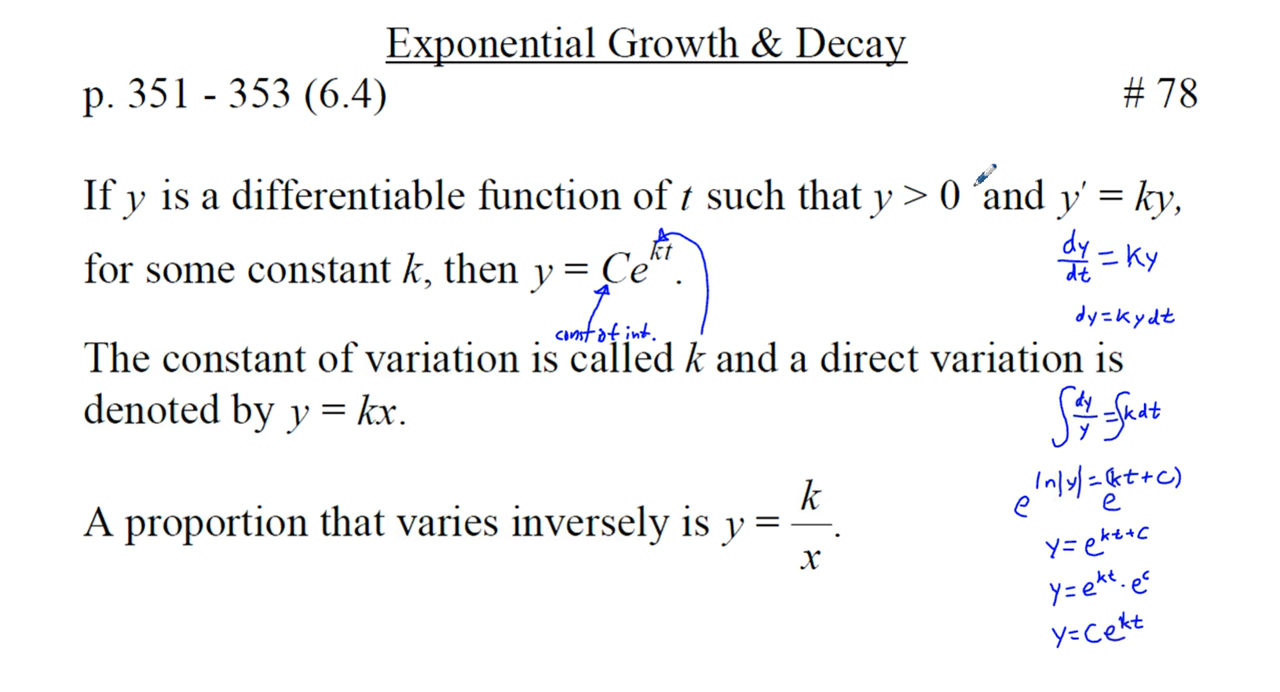 Exponential Growth & Decay
p. 351 - 353 (6.4) # 78
If y is a differentiable function of t such that y > 0 and y' = ky,
for some constant k, then y = Ce^{kt}.
dy/dt = ky
dy = ky dt
const of int.
The constant of variation is called k and a direct variation is
denoted by y = kx.
∫ dy/y = ∫ k dt
e^{ln|y|} = e^{(kt + C)}
A proportion that varies inversely is y = k/x.
y = e^{kt + C}
y = e^{kt} · e^{c}
y = Ce^{kt}